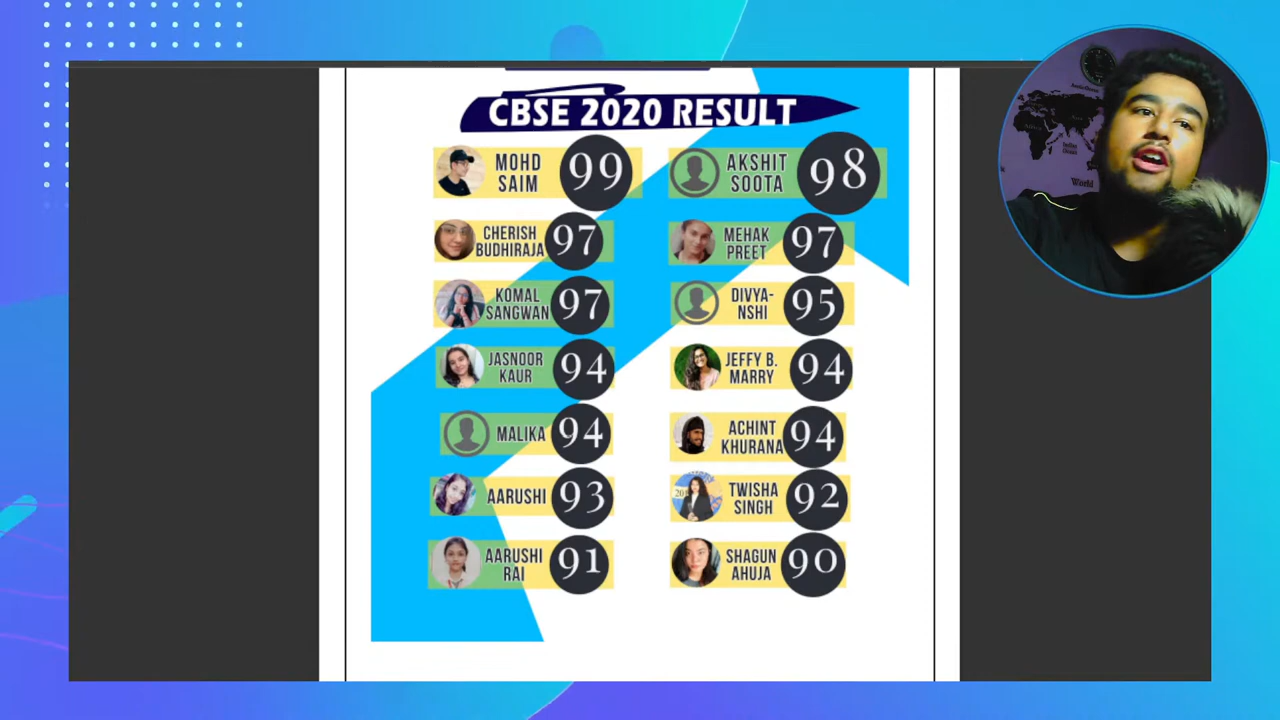 CBSE 2020 RESULT
MOHD
SAIM
99
AKSHIT
SOOTA
98
CHERISH
BUDHIRAJA
97
MEHAK
PREET
97
KOMAL
SANGWAN
97
DIVYA-
NSHI
95
JASNOOR
KAUR
94
JEFFY B.
MARRY
94
MALIKA
94
ACHINT
KHURANA
94
AARUSHI
93
TWISHA
SINGH
92
AARUSHI
RAI
91
SHAGUN
AHUJA
90
World